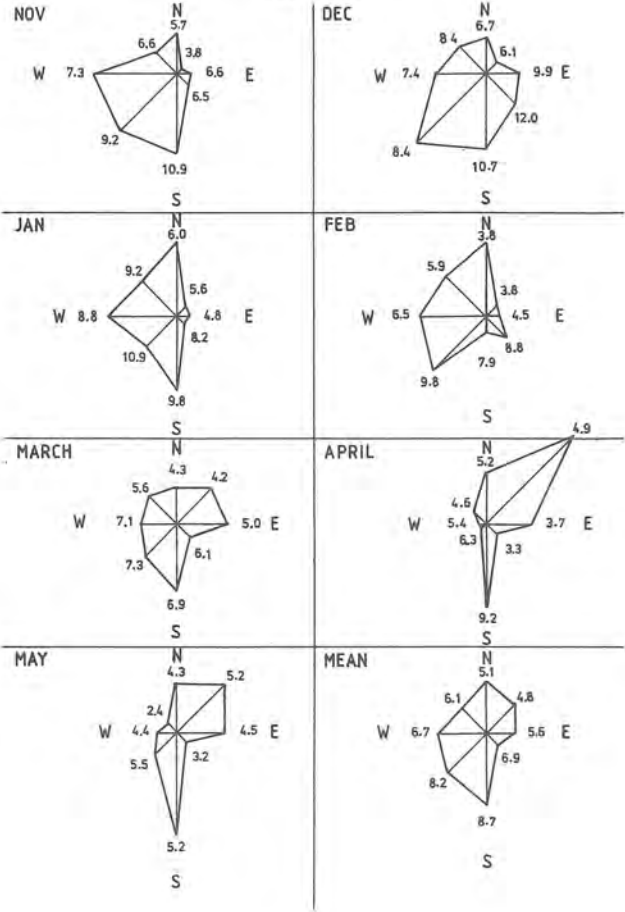 NOV
N
5.7
6.6
3.8
W
7.3
6.6
E
6.5
9.2
10.9
S
DEC
N
6.7
8.4
6.1
W
7.4
9.9
E
12.0
8.4
10.7
S
JAN
N
6.0
9.2
5.6
W
8.8
4.8
E
8.2
10.9
9.8
S
FEB
N
3.8
5.9
3.8
W
6.5
4.5
E
8.8
7.9
9.8
S
MARCH
N
4.3
4.2
5.6
W
7.1
5.0
E
6.1
7.3
6.9
S
APRIL
4.9
N
5.2
4.6
W
5.4
3.7
E
6.3
3.3
9.2
S
MAY
N
4.3
5.2
2.4
W
4.4
4.5
E
5.5
3.2
5.2
S
MEAN
N
5.1
6.1
4.8
W
6.7
5.6
E
6.9
8.2
8.7
S